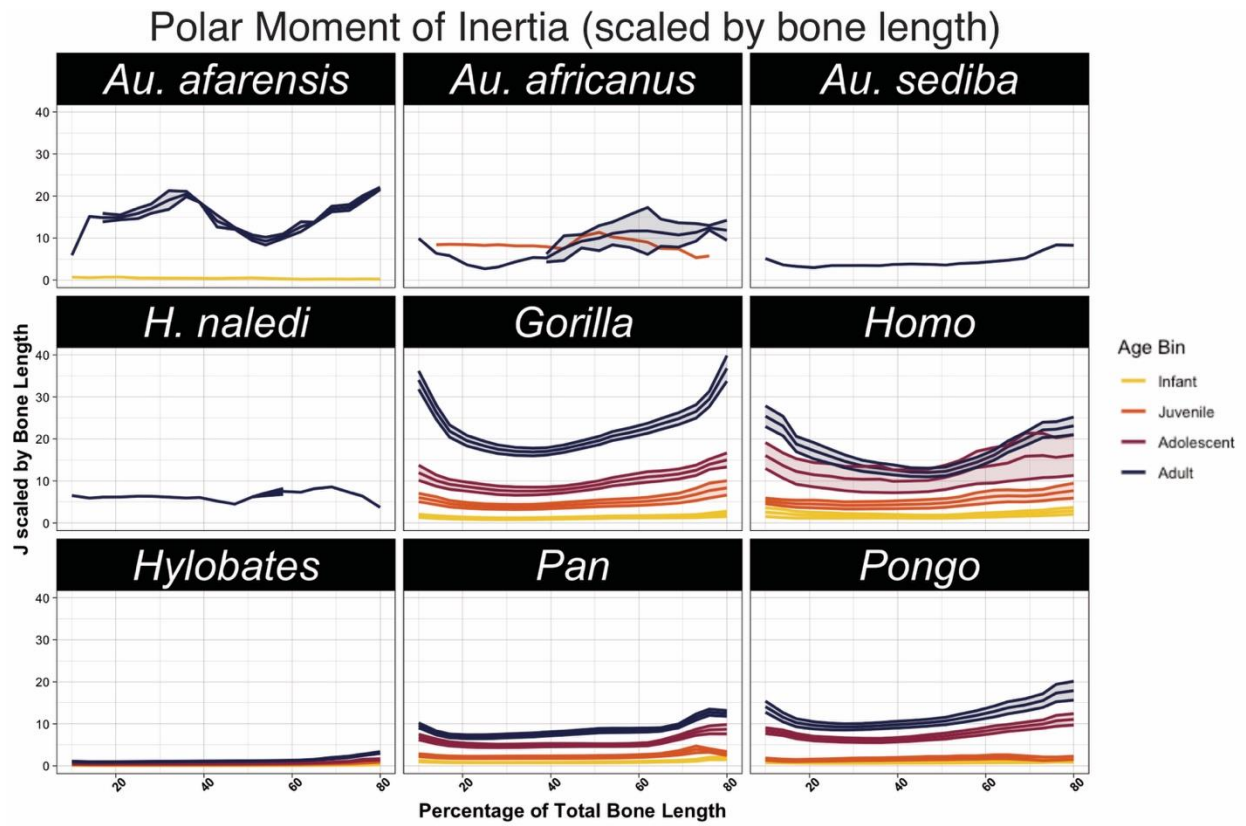 Polar Moment of Inertia (scaled by bone length)
Au. afarensis
Au. africanus
Au. sediba
40
30
20
10
0
H. naledi
Gorilla
Homo
40
30
20
10
0
Hylobates
Pan
Pongo
40
30
20
10
0
20
40
60
80
20
40
60
80
20
40
60
80
J scaled by Bone Length
Percentage of Total Bone Length
Age Bin
Infant
Juvenile
Adolescent
Adult